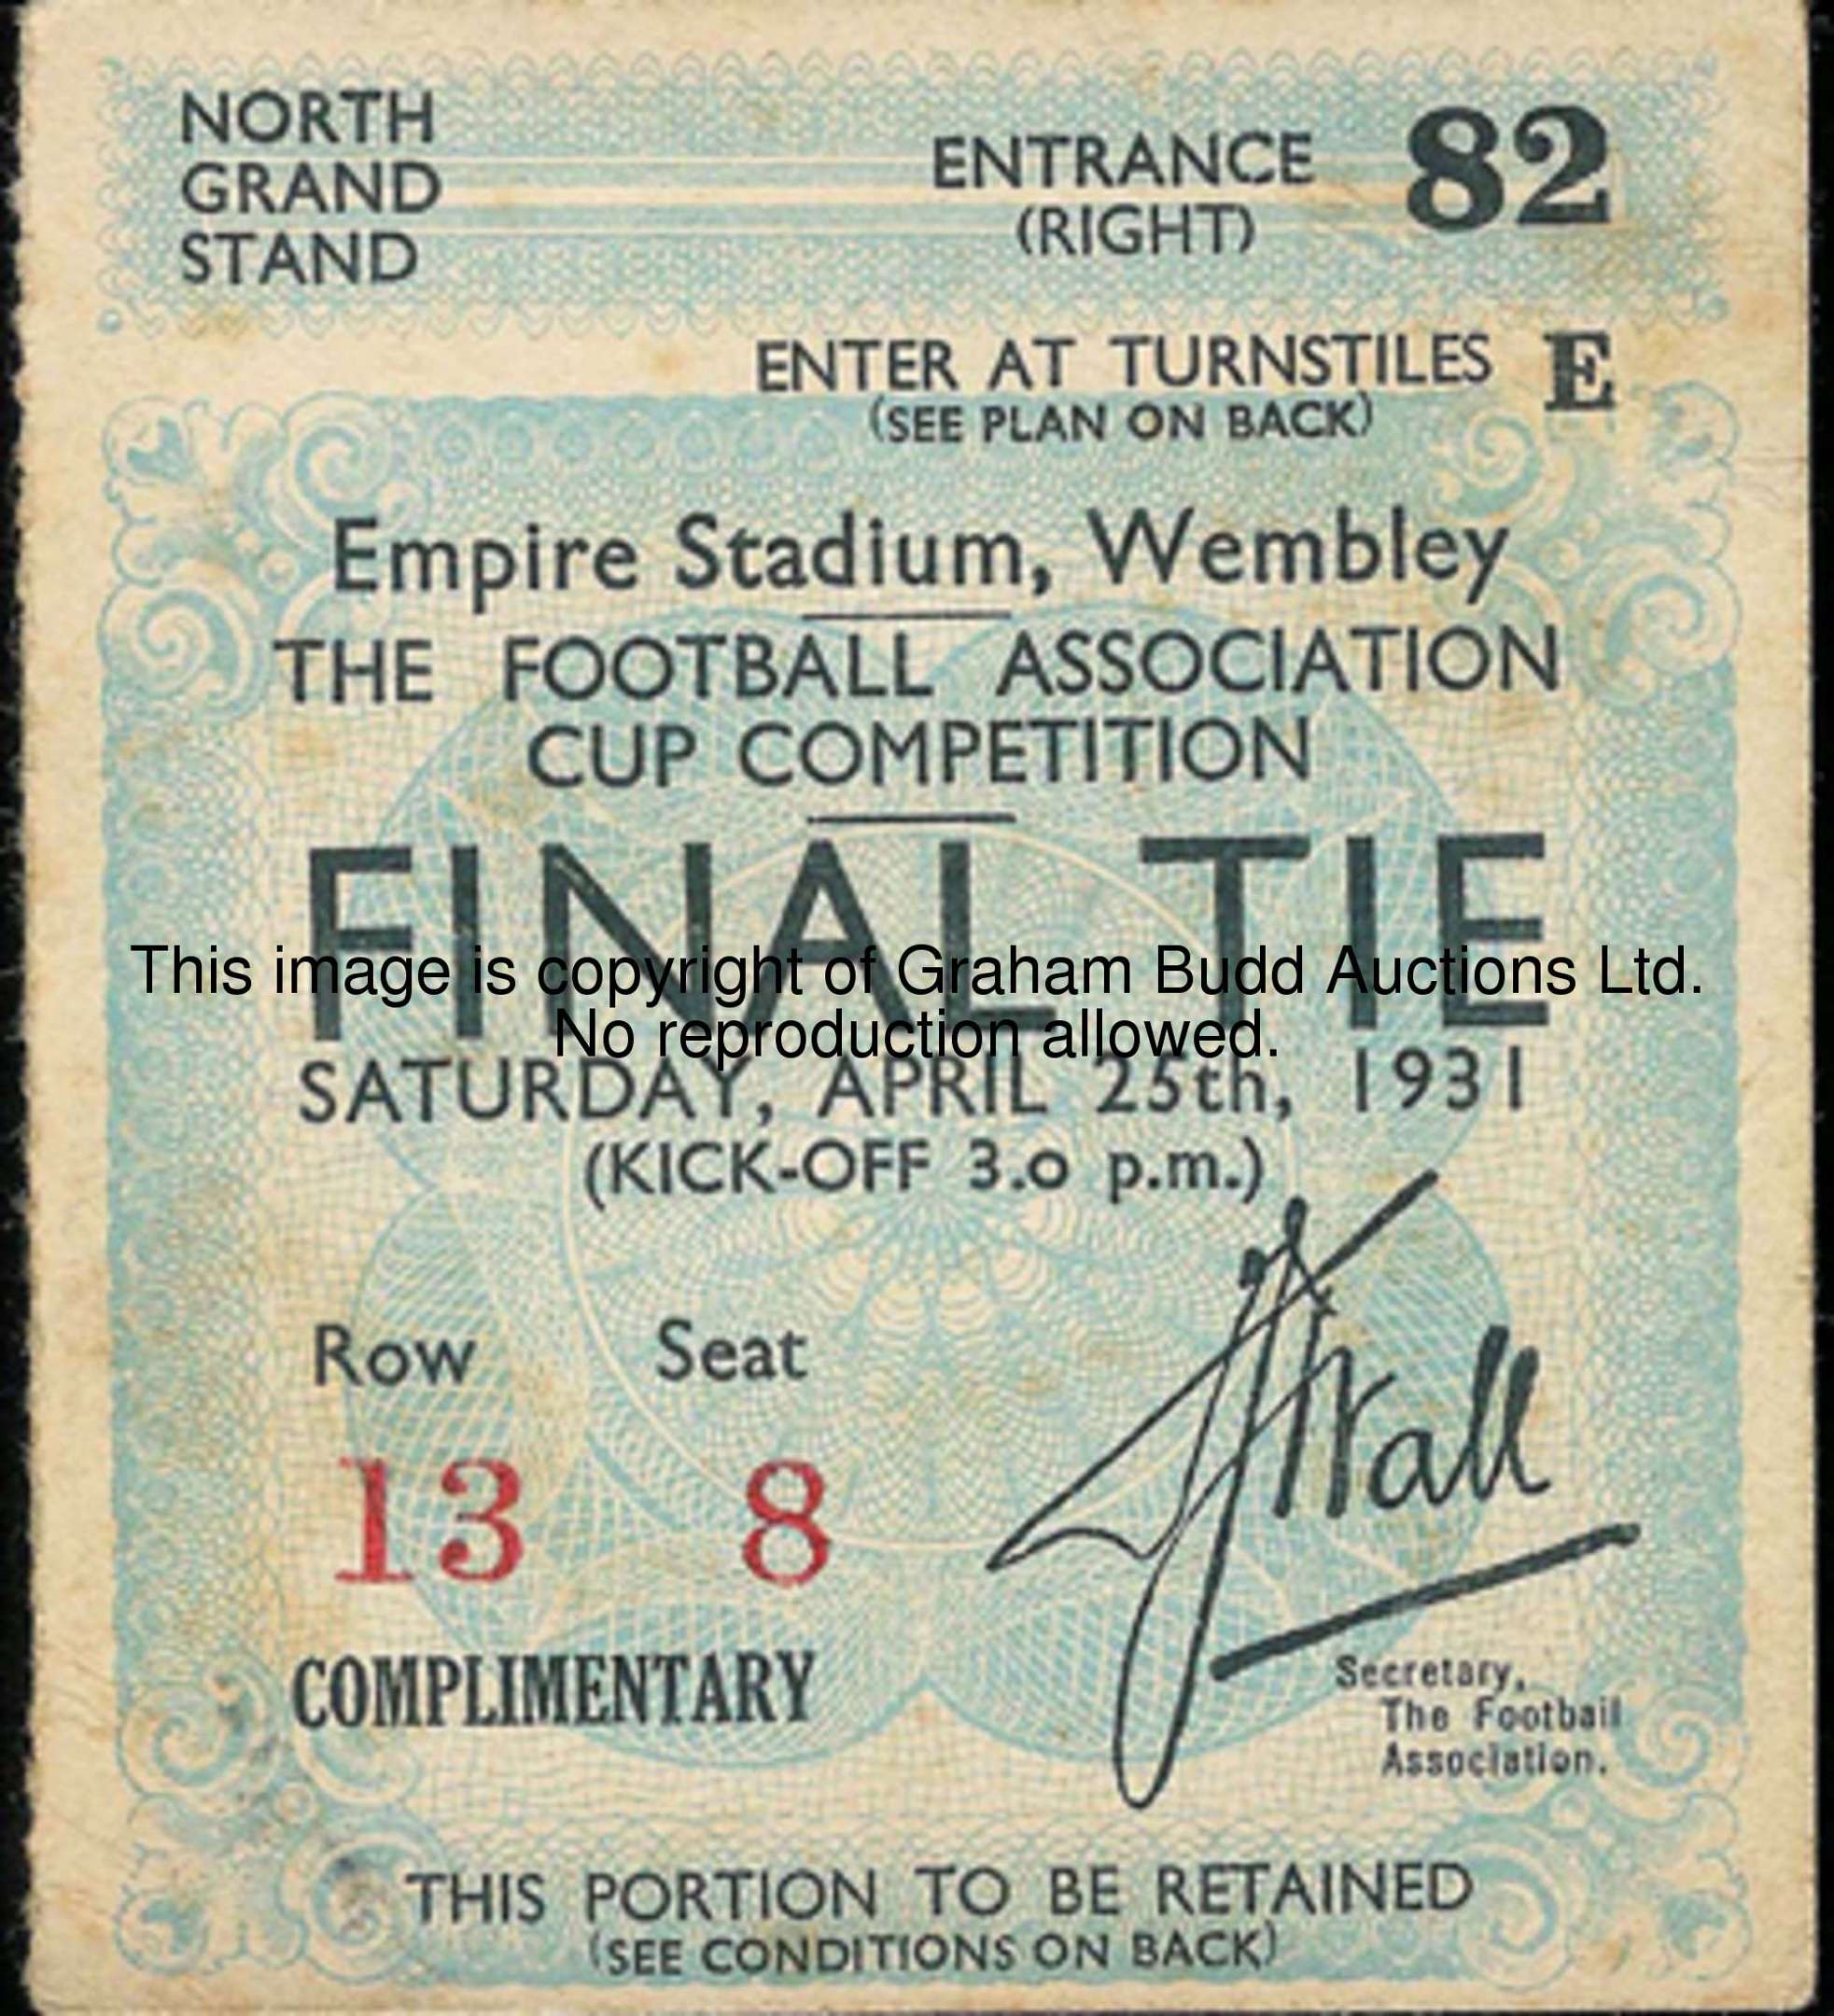 NORTH
GRAND
STAND
ENTRANCE 82
(RIGHT)
ENTER AT TURNSTILES E
(SEE PLAN ON BACK)
Empire Stadium, Wembley
THE FOOTBALL ASSOCIATION
CUP COMPETITION
FINAL TIE
This image is copyright of Graham Budd Auctions Ltd.
No reproduction allowed.
SATURDAY, APRIL 25th, 1931
(KICK-OFF 3.0 p.m.)
Row Seat
13 8
Wall
COMPLIMENTARY
Secretary,
The Football
Association.
THIS PORTION TO BE RETAINED
(SEE CONDITIONS ON BACK)